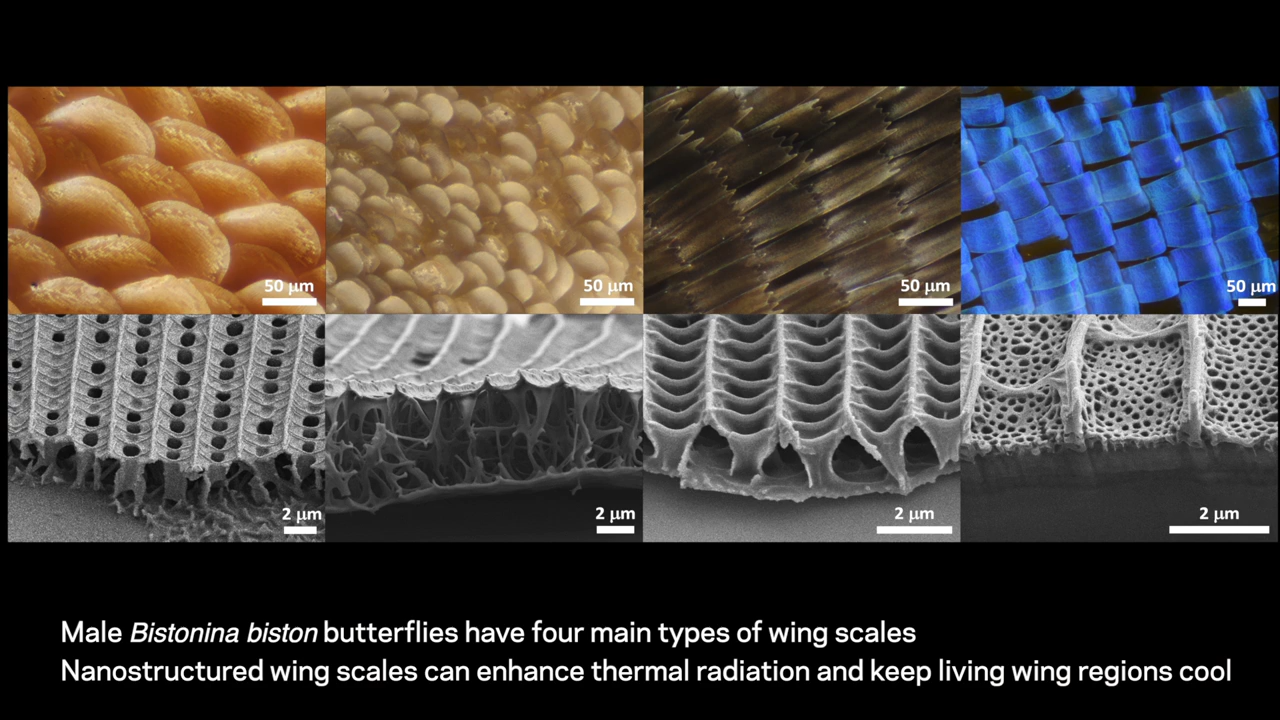 50 μm
50 μm
50 μm
50 μm
2 μm
2 μm
2 μm
2 μm
Male Bistonina biston butterflies have four main types of wing scales
Nanostructured wing scales can enhance thermal radiation and keep living wing regions cool